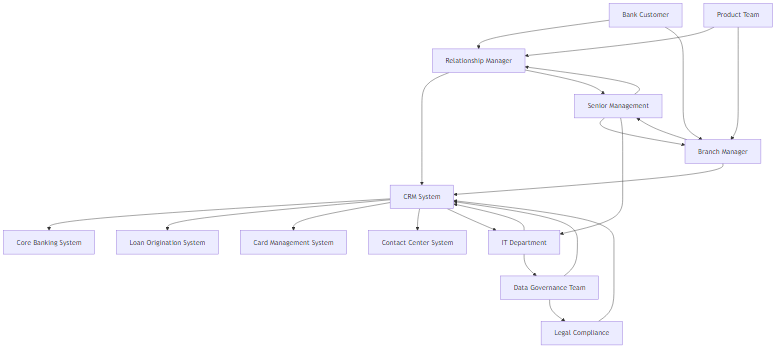 Bank Customer
Product Team
Relationship Manager
Senior Management
Branch Manager
CRM System
Core Banking System
Loan Origination System
Card Management System
Contact Center System
IT Department
Data Governance Team
Legal Compliance